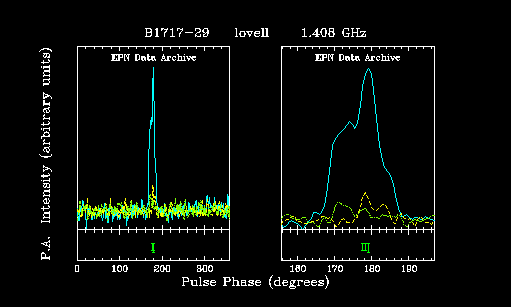 B1717-29 lovell 1.408 GHz
EPN Data Archive EPN Data Archive
P.A. Intensity (arbitrary units)
0 100 200 300 160 170 180 190
Pulse Phase (degrees)